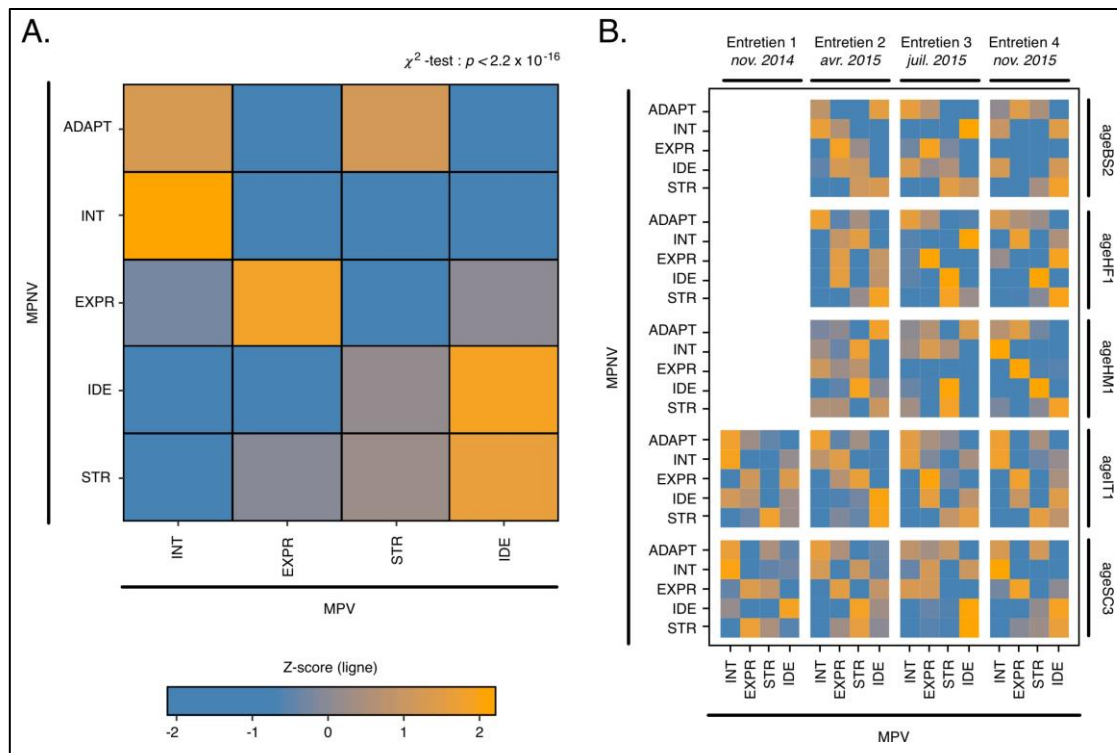 A.
χ² -test : p < 2.2 x 10⁻¹⁶
MPNV
ADAPT
INT
EXPR
IDE
STR
INT
EXPR
STR
IDE
MPV
Z-score (ligne)
-2 -1 0 1 2
B.
Entretien 1 Entretien 2 Entretien 3 Entretien 4
nov. 2014 avr. 2015 juil. 2015 nov. 2015
MPNV
ADAPT
INT
EXPR
IDE
STR
ageBS2
ADAPT
INT
EXPR
IDE
STR
ageHF1
ADAPT
INT
EXPR
IDE
STR
ageHM1
ADAPT
INT
EXPR
IDE
STR
ageIT1
ADAPT
INT
EXPR
IDE
STR
ageSC3
INT EXPR STR IDE INT EXPR STR IDE INT EXPR STR IDE INT EXPR STR IDE
MPV